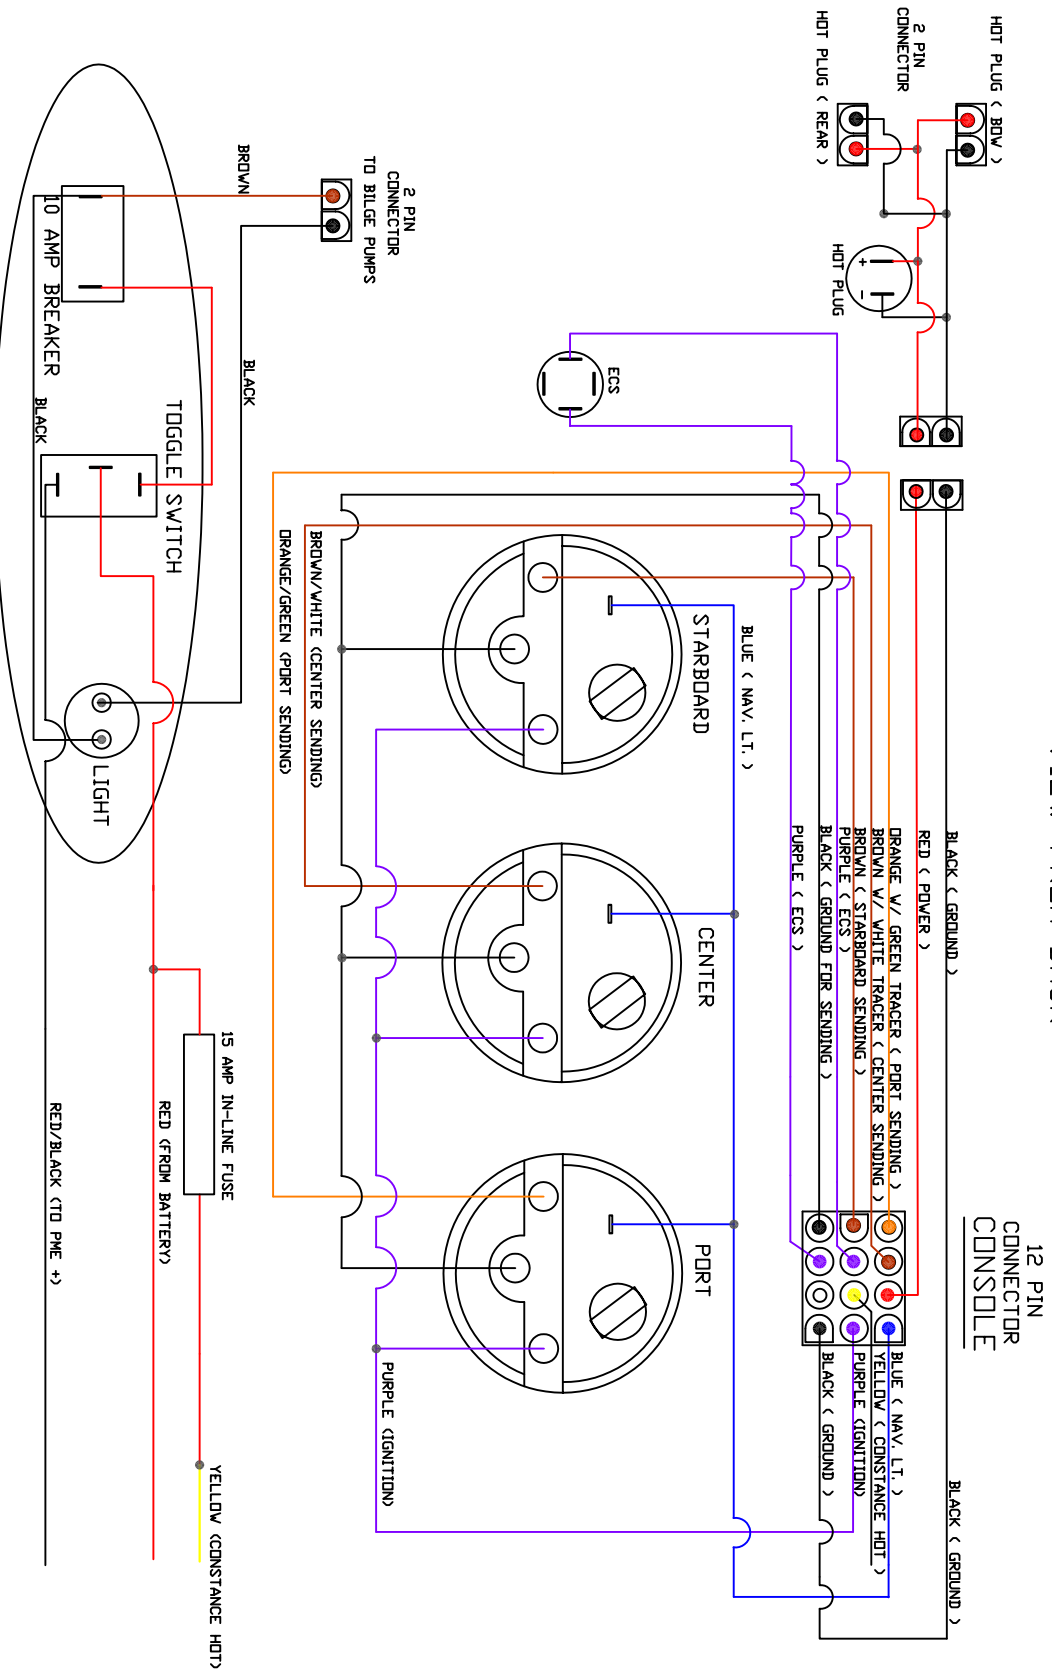 HOT PLUG ( BOW )
2 PIN
CONNECTOR
HOT PLUG ( REAR )
HOT PLUG
+
−
2 PIN
CONNECTOR
TO BILGE PUMPS
BROWN
BLACK
10 AMP BREAKER
BLACK
TOGGLE SWITCH
LIGHT
ECS
BROWN/WHITE (CENTER SENDING)
ORANGE/GREEN (PORT SENDING)
STARBOARD
BLUE ( NAV. LT. )
CENTER
PORT
BLACK ( GROUND )
RED ( POWER )
ORANGE W/ GREEN TRACER ( PORT SENDING )
BROWN W/ WHITE TRACER ( CENTER SENDING )
BROWN ( STARBOARD SENDING )
PURPLE ( ECS )
BLACK ( GROUND FOR SENDING )
PURPLE ( ECS )
12 PIN
CONNECTOR
CONSOLE
BLUE ( NAV. LT. )
YELLOW ( CONSTANCE HOT )
PURPLE (IGNITION)
BLACK ( GROUND )
BLACK ( GROUND )
PURPLE (IGNITION)
15 AMP IN-LINE FUSE
RED (FROM BATTERY)
RED/BLACK (TO PME +)
YELLOW (CONSTANCE HOT)